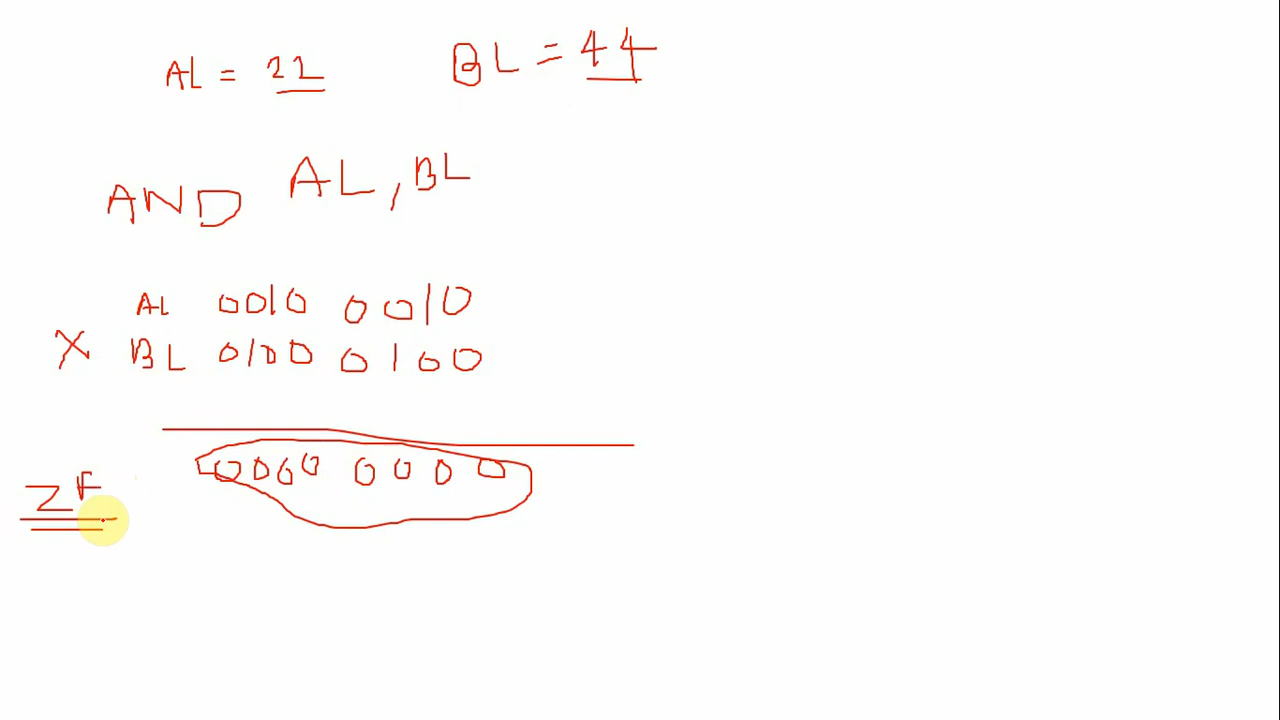 AL = 22 BL = 44
AND AL, BL
AL 0010 0010
X BL 0100 0100
0000 0000
ZF